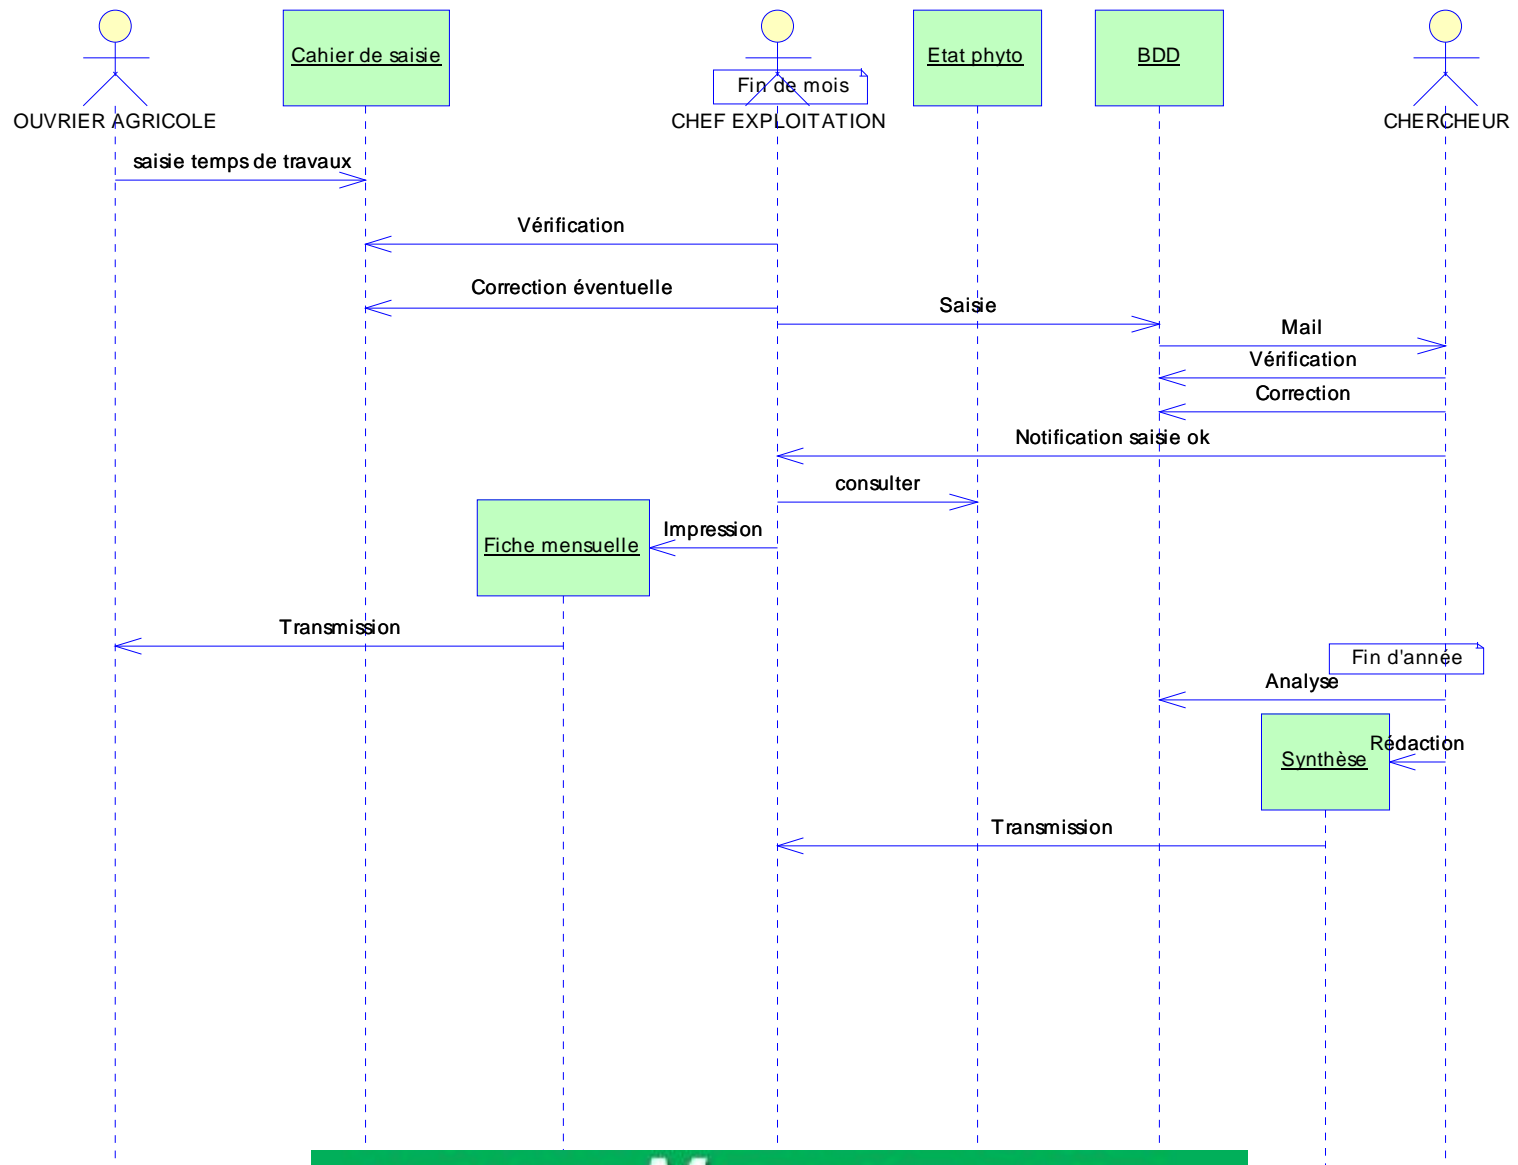 Cahier de saisie
Etat phyto
BDD
Fin de mois
OUVRIER AGRICOLE
CHEF EXPLOITATION
CHERCHEUR
saisie temps de travaux
Vérification
Correction éventuelle
Saisie
Mail
Vérification
Correction
Notification saisie ok
consulter
Impression
Fiche mensuelle
Transmission
Fin d'année
Analyse
Rédaction
Synthèse
Transmission